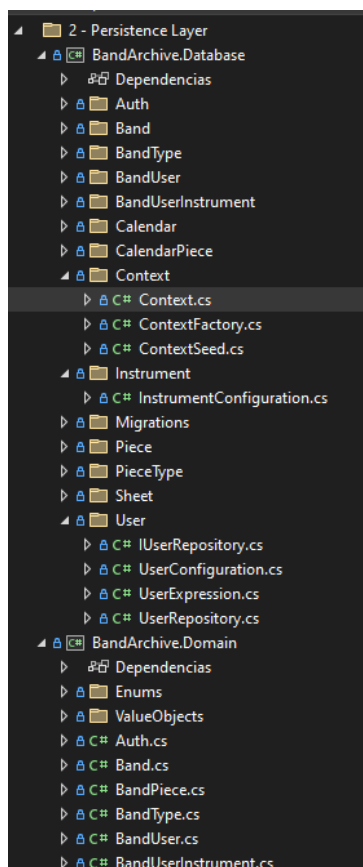 2 - Persistence Layer
C# BandArchive.Database
Dependencias
Auth
Band
BandType
BandUser
BandUserInstrument
Calendar
CalendarPiece
Context
C# Context.cs
C# ContextFactory.cs
C# ContextSeed.cs
Instrument
C# InstrumentConfiguration.cs
Migrations
Piece
PieceType
Sheet
User
C# IUserRepository.cs
C# UserConfiguration.cs
C# UserExpression.cs
C# UserRepository.cs
C# BandArchive.Domain
Dependencias
Enums
ValueObjects
C# Auth.cs
C# Band.cs
C# BandPiece.cs
C# BandType.cs
C# BandUser.cs
C# BandUserInstrument.cs